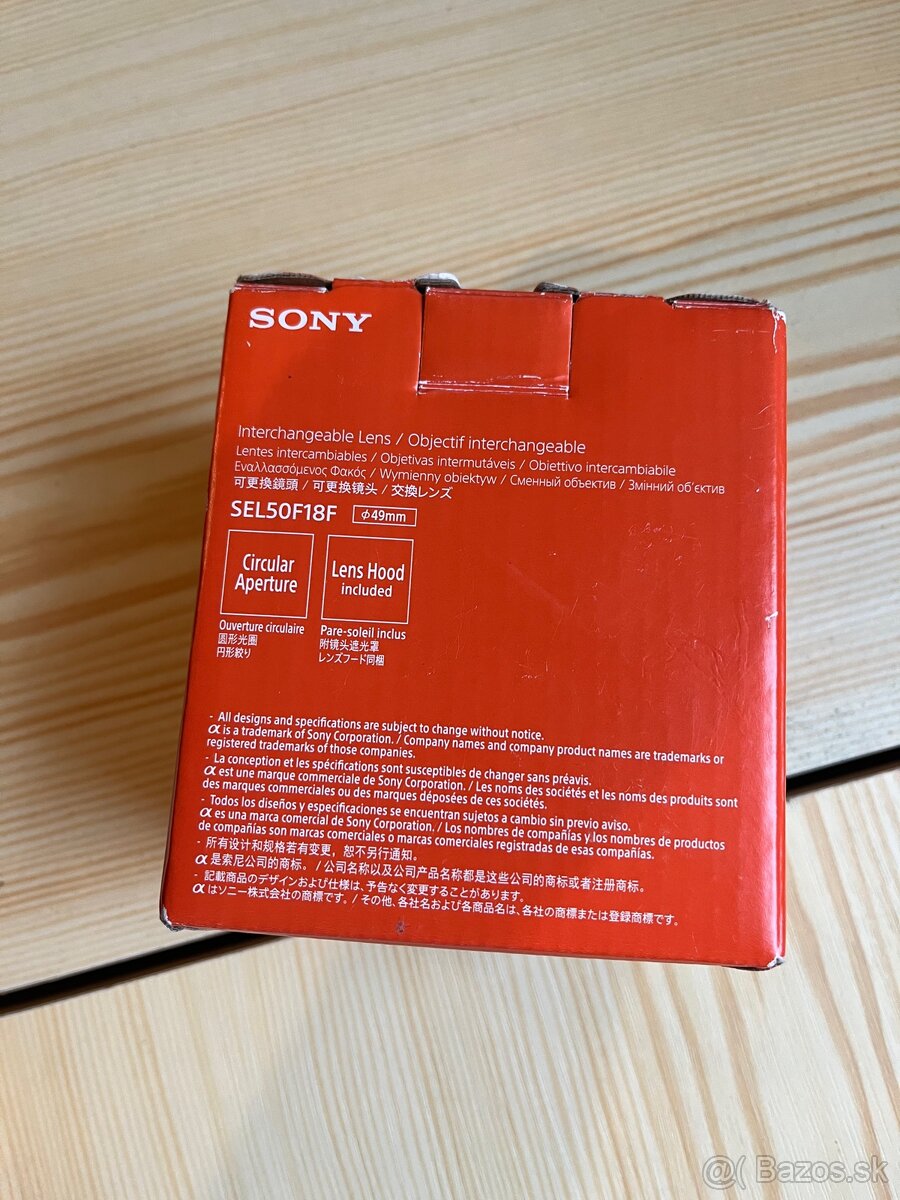 SONY
Interchangeable Lens / Objectif interchangeable
Lentes intercambiables / Objetivas intermutáveis / Obiettivo intercambiabile
Εναλλασσόμενος Φακός / Wymienny obiektyw / Сменный объектив / Змінний об'єктив
可更換鏡頭 / 可更换镜头 / 交換レンズ
SEL50F18F ϕ49mm
Circular
Aperture
Ouverture circulaire
圆形光圈
円形絞り
Lens Hood
included
Pare-soleil inclus
附镜头遮光罩
レンズフード同梱
- All designs and specifications are subject to change without notice.
α is a trademark of Sony Corporation. / Company names and company product names are trademarks or
registered trademarks of those companies.
- La conception et les spécifications sont susceptibles de changer sans préavis.
α est une marque commerciale de Sony Corporation. / Les noms des sociétés et les noms des produits sont
des marques commerciales ou des marques déposées de ces sociétés.
- Todos los diseños y especificaciones se encuentran sujetos a cambio sin previo aviso.
α es una marca comercial de Sony Corporation. / Los nombres de compañías y los nombres de productos
de compañías son marcas comerciales o marcas comerciales registradas de esas compañías.
- 所有设计和规格若有变更，恕不另行通知。
α 是索尼公司的商标。 / 公司名称以及公司产品名称都是这些公司的商标或者注册商标。
- 記載商品のデザインおよび仕様は、予告なく変更することがあります。
α はソニー株式会社の商標です。 / その他、各社名および各商品名は、各社の商標または登録商標です。
@( Bazos.sk